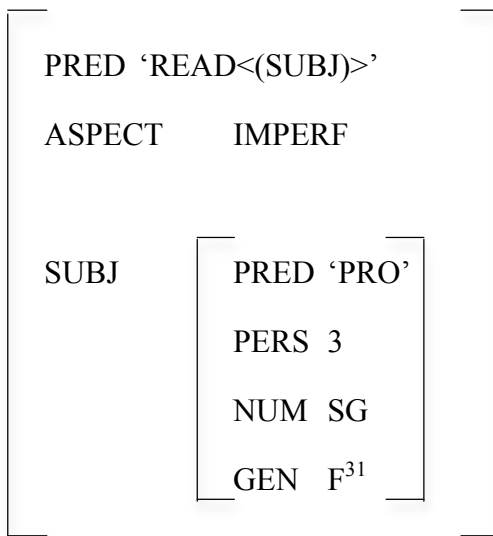 PRED ‘READ<(SUBJ)>’
ASPECT IMPERF
SUBJ PRED ‘PRO’
PERS 3
NUM SG
GEN F³¹